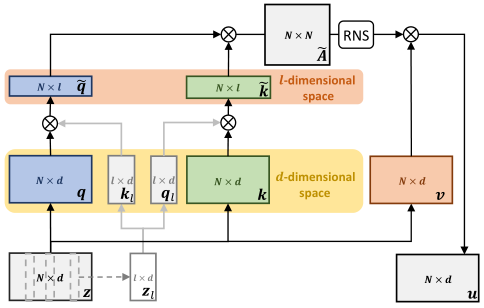 N × N
Ã
RNS
N × l
q̃
N × l
k̃
l-dimensional
space
N × d
q
l × d
k_l
l × d
q_l
N × d
k
d-dimensional
space
N × d
v
N × d
z
l × d
z_l
N × d
u